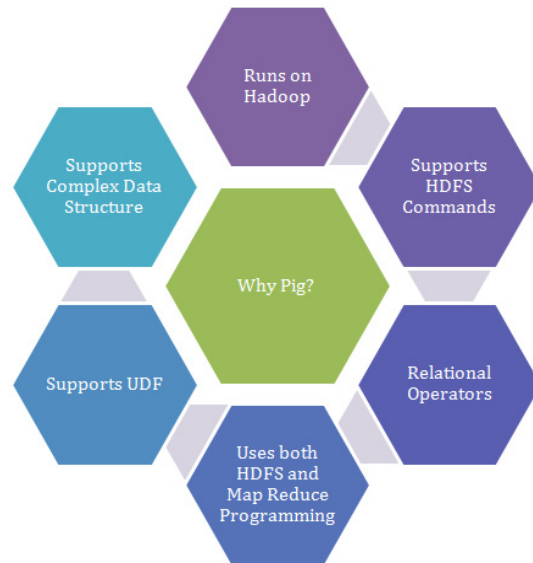 Runs on
Hadoop
Supports
HDFS
Commands
Relational
Operators
Uses both
HDFS and
Map Reduce
Programming
Supports UDF
Supports
Complex Data
Structure
Why Pig?